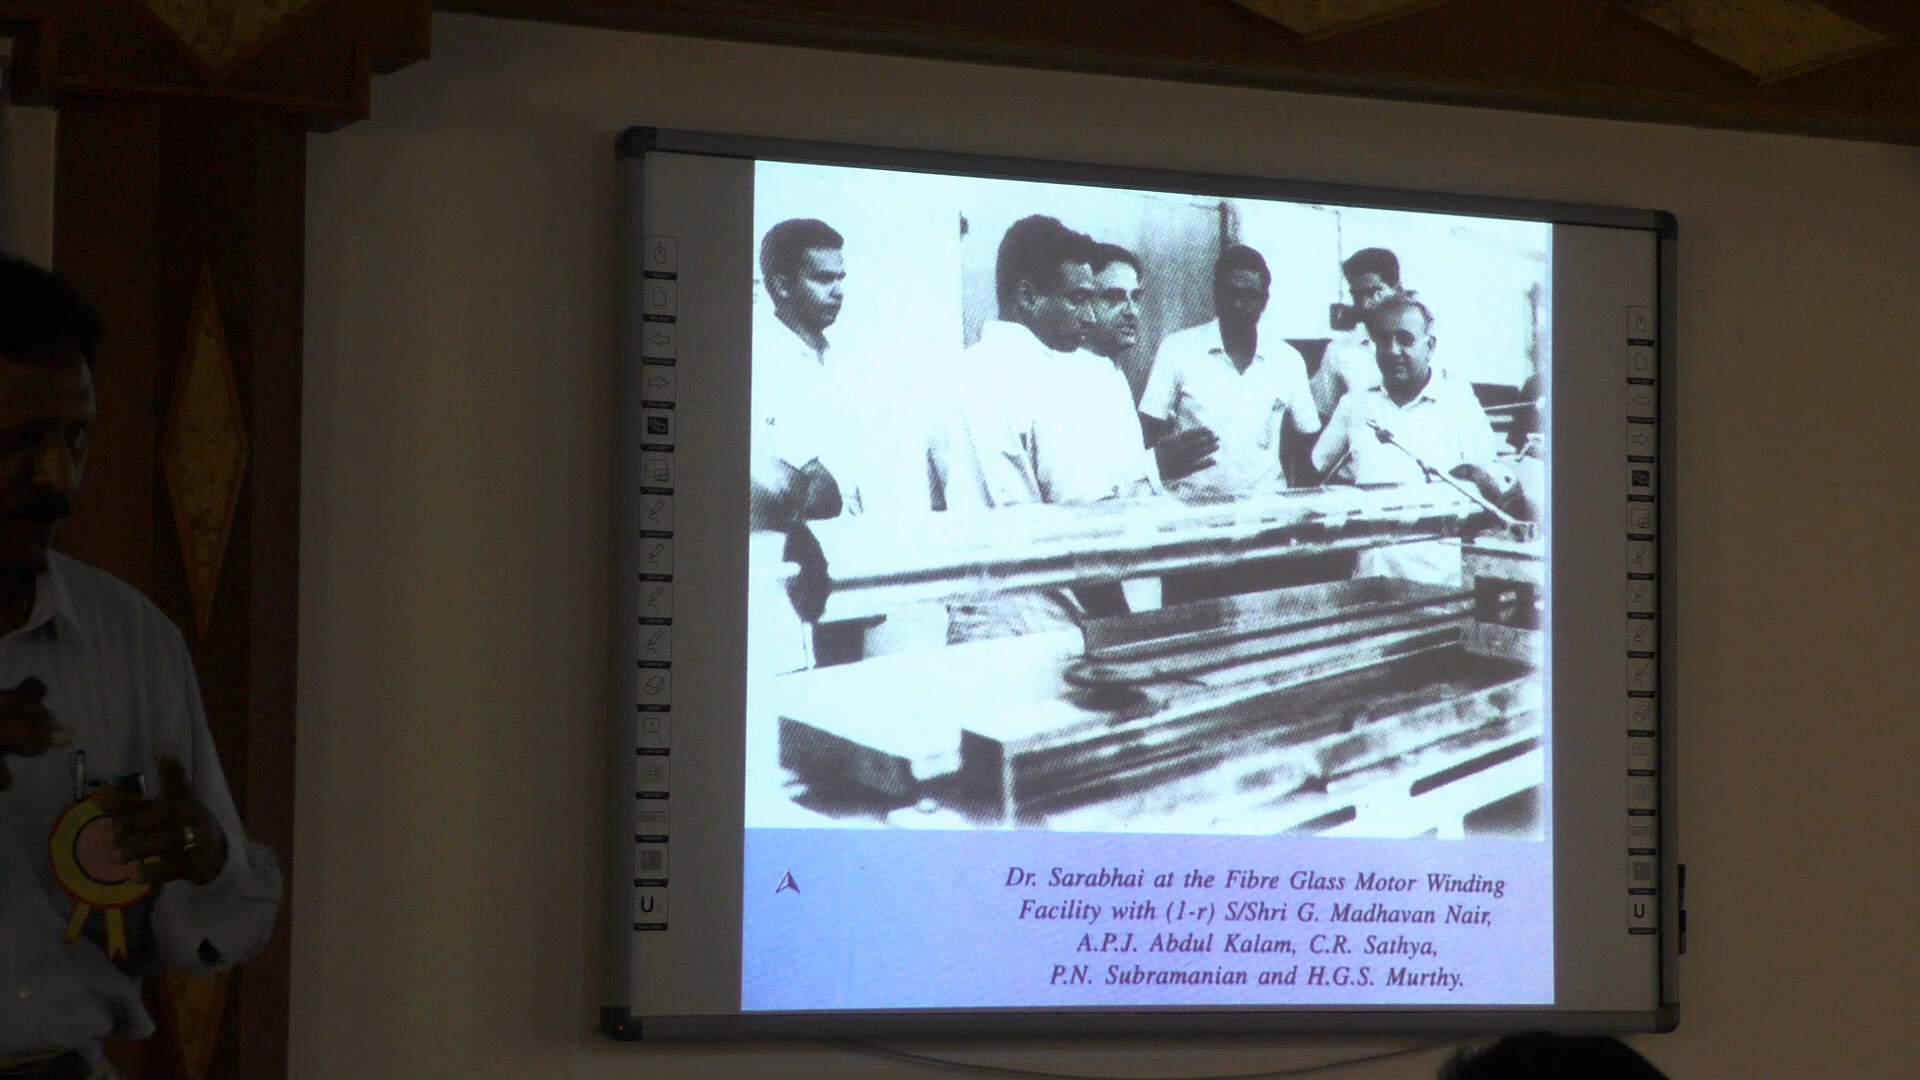 Dr. Sarabhai at the Fibre Glass Motor Winding
Facility with (l-r) S/Shri G. Madhavan Nair,
A.P.J. Abdul Kalam, C.R. Sathya,
P.N. Subramanian and H.G.S. Murthy.